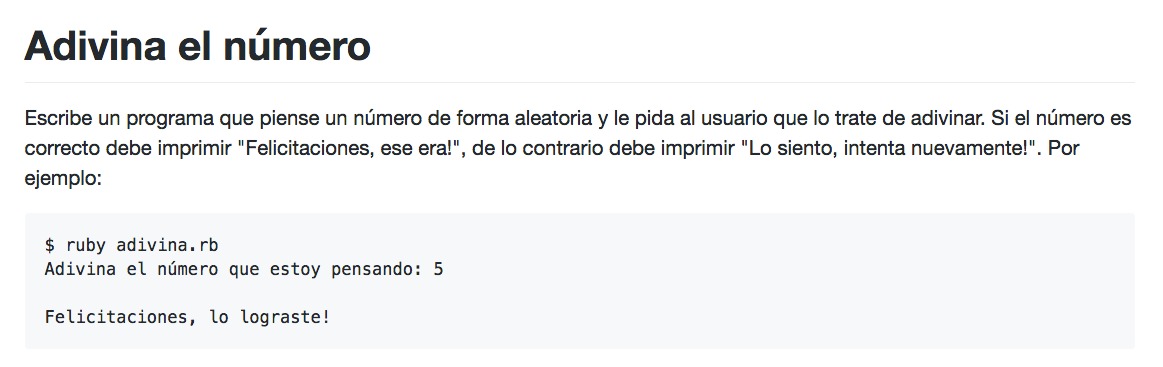 Adivina el número
Escribe un programa que piense un número de forma aleatoria y le pida al usuario que lo trate de adivinar. Si el número es
correcto debe imprimir "Felicitaciones, ese era!", de lo contrario debe imprimir "Lo siento, intenta nuevamente!". Por
ejemplo:
$ ruby adivina.rb
Adivina el número que estoy pensando: 5
Felicitaciones, lo lograste!